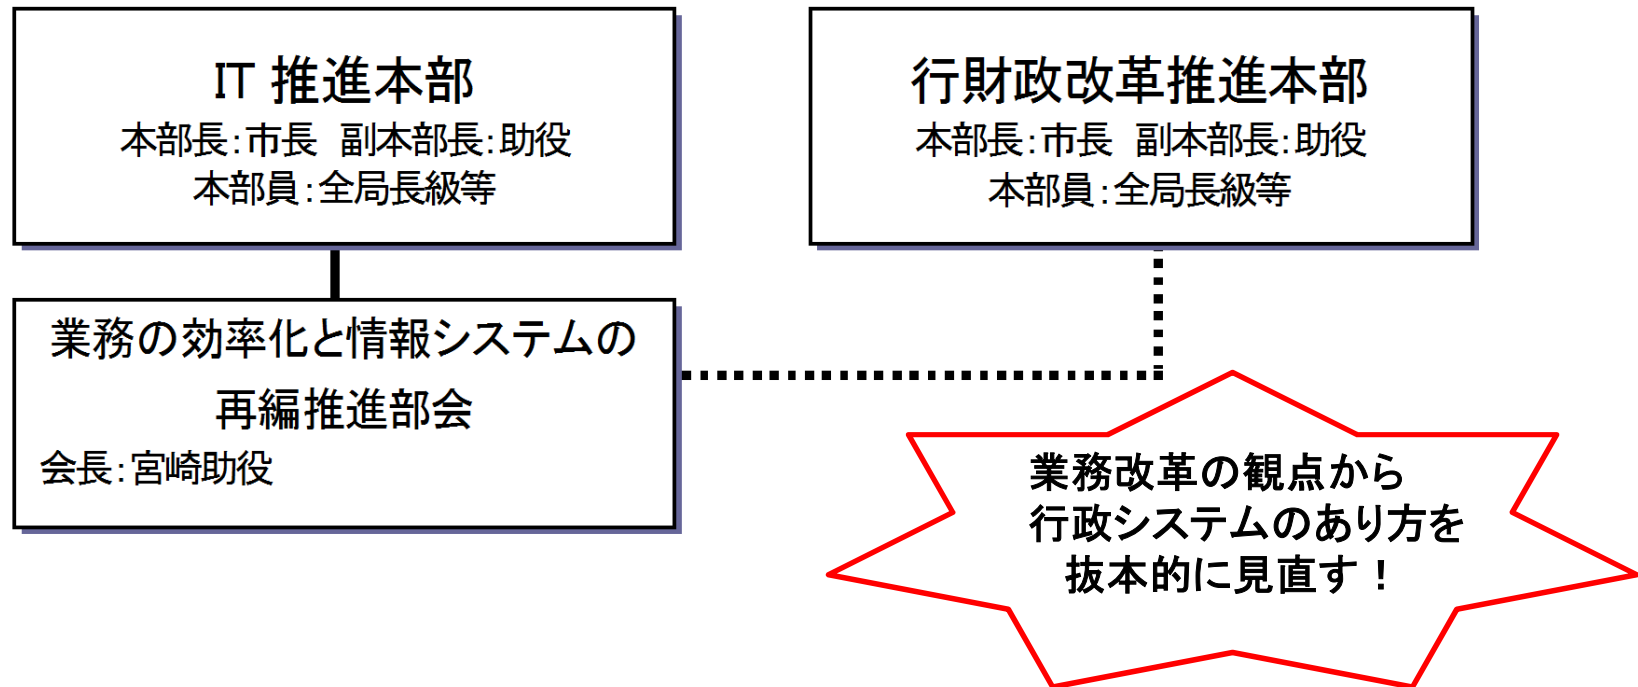 IT 推進本部
本部長:市長 副本部長:助役
本部員:全局長級等
行財政改革推進本部
本部長:市長 副本部長:助役
本部員:全局長級等
業務の効率化と情報システムの
再編推進部会
会長:宮崎助役
業務改革の観点から
行政システムのあり方を
抜本的に見直す!